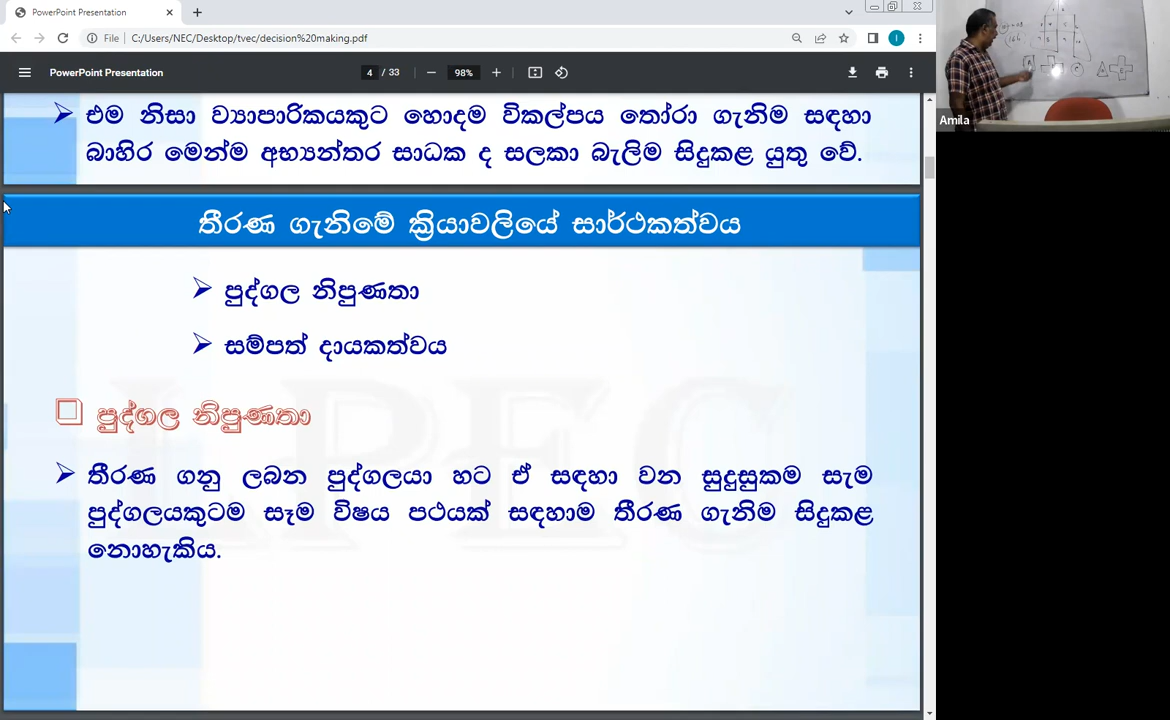 PowerPoint Presentation
File
C:/Users/NEC/Desktop/tvec/decision%20making.pdf
PowerPoint Presentation
4 / 33
98%
එම නිසා ව්‍යාපාරිකයකුට හොදම විකල්පය තෝරා ගැනිම සඳහා
බාහිර මෙන්ම අභ්‍යන්තර සාධක ද සලකා බැලිම සිදුකළ යුතු වේ.
තීරණ ගැනිමේ ක්‍රියාවලියේ සාර්ථකත්වය
පුද්ගල නිපුණතා
සම්පත් දායකත්වය
පුද්ගල නිපුණතා
තීරණ ගනු ලබන පුද්ගලයා හට ඒ සඳහා වන සුදුසුකම සැම
පුද්ගලයකුටම සෑම විෂය පථයක් සඳහාම තීරණ ගැනිම සිදුකළ
නොහැකිය.
IPEC
I
Amila